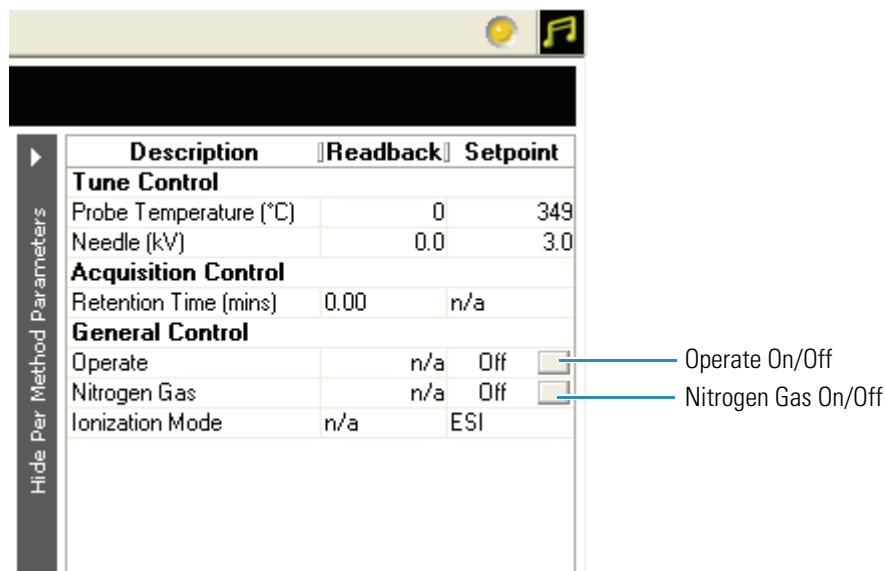 Description Readback Setpoint
Tune Control
Probe Temperature (°C) 0 349
Needle (kV) 0.0 3.0
Acquisition Control
Retention Time (mins) 0.00 n/a
General Control
Operate n/a Off
Nitrogen Gas n/a Off
Ionization Mode n/a ESI
Hide Per Method Parameters
Operate On/Off
Nitrogen Gas On/Off